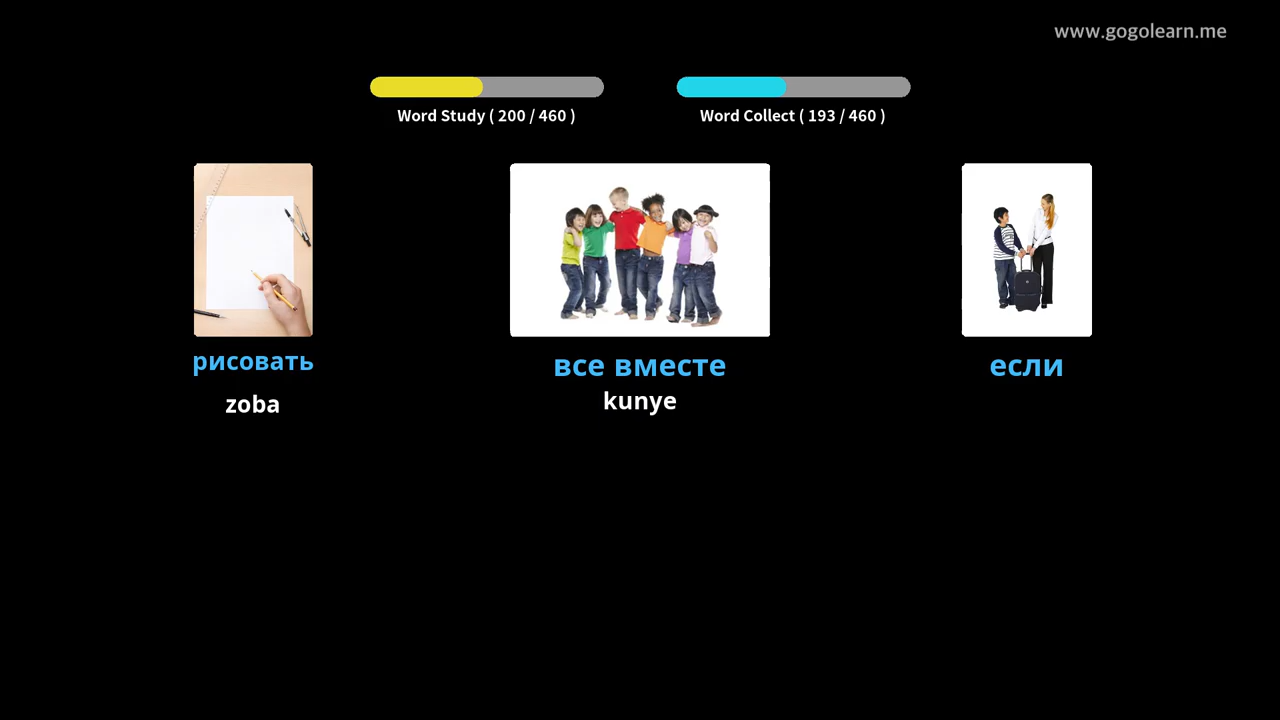 www.gogolearn.me
Word Study ( 200 / 460 )
Word Collect ( 193 / 460 )
рисовать
zoba
все вместе
kunye
если